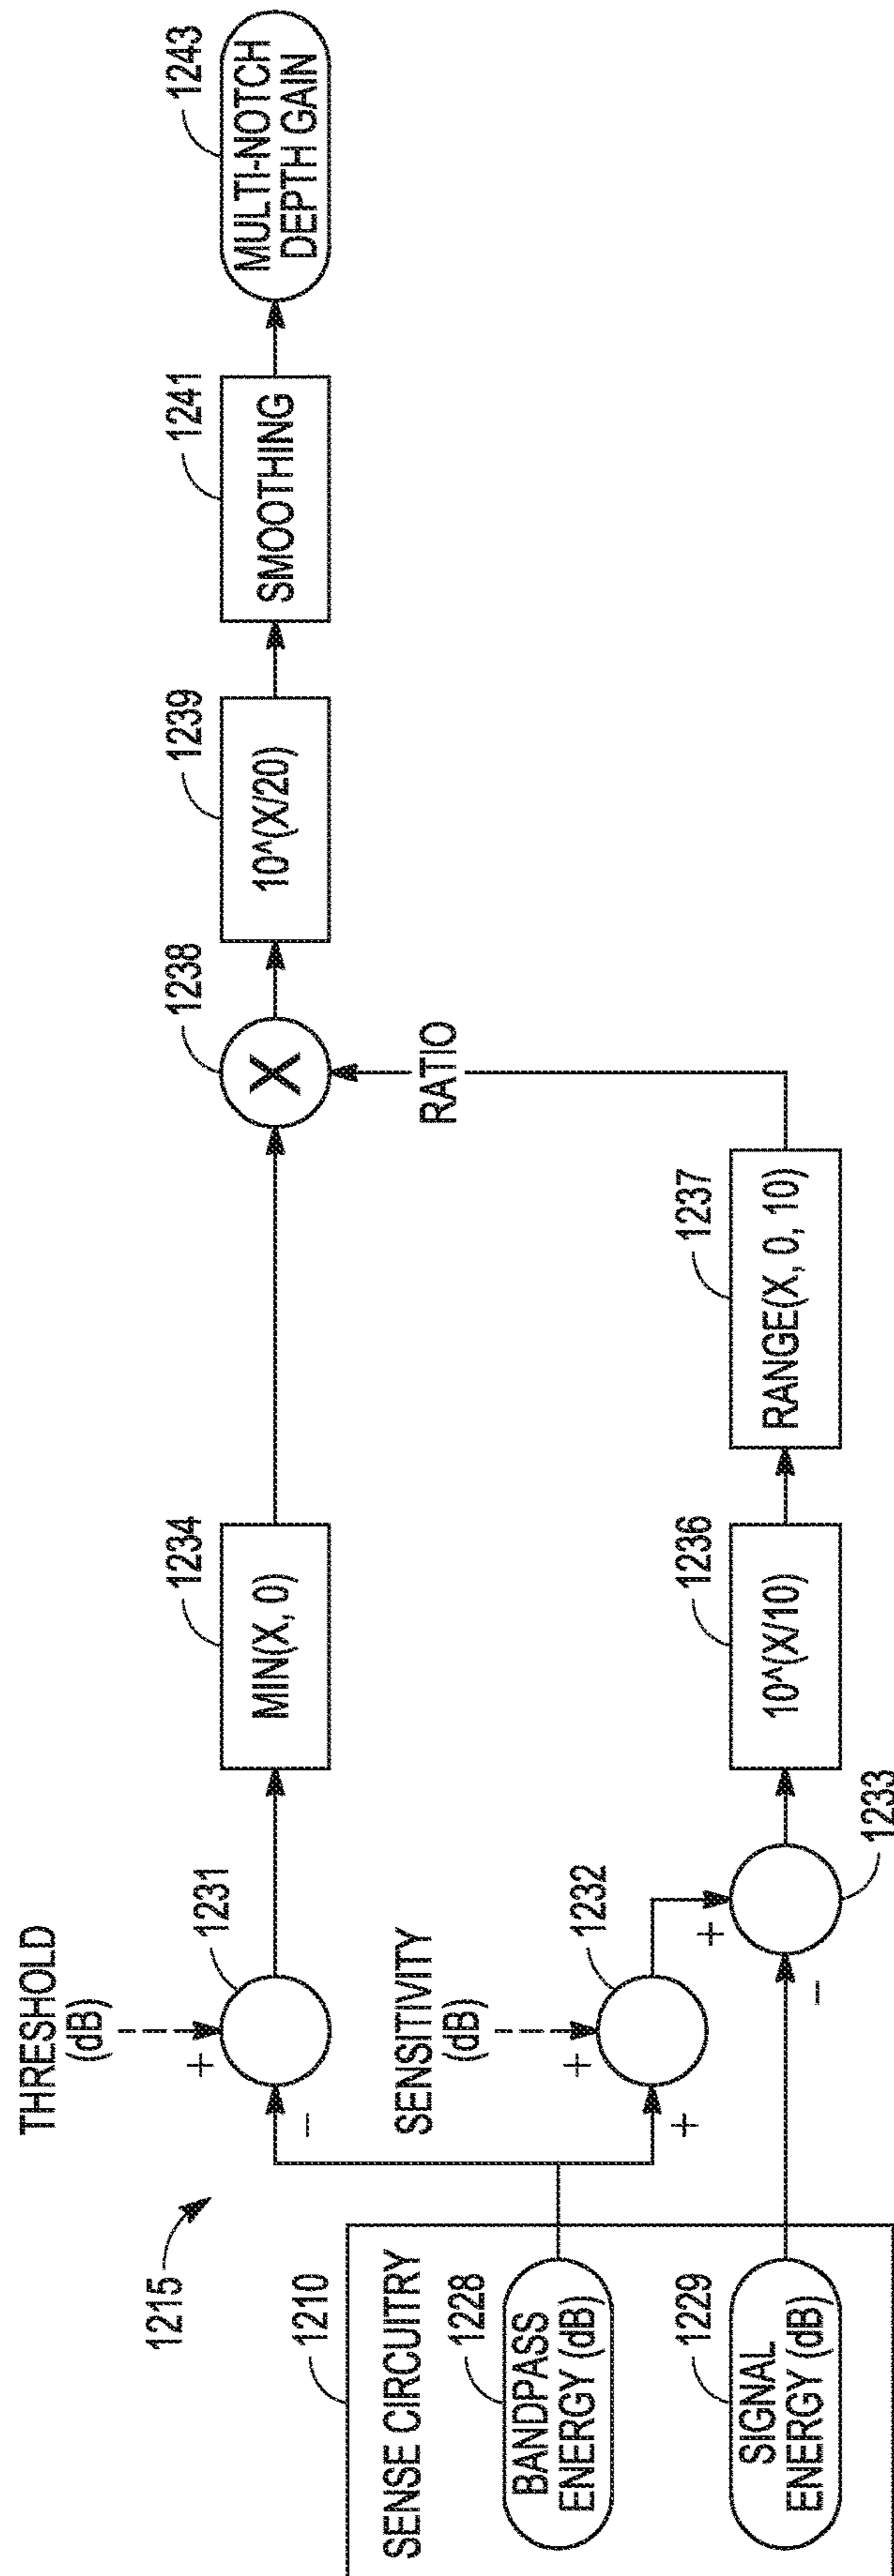 1215
THRESHOLD
(dB)
+
−
1231
MIN(X, 0)
1234
X
1238
10^(X/20)
1239
SMOOTHING
1241
MULTI-NOTCH
DEPTH GAIN
1243
RATIO
SENSITIVITY
(dB)
+
+
1232
1210
SENSE CIRCUITRY
1228
BANDPASS
ENERGY (dB)
1229
SIGNAL
ENERGY (dB)
+
−
1233
10^(X/10)
1236
RANGE(X, 0, 10)
1237